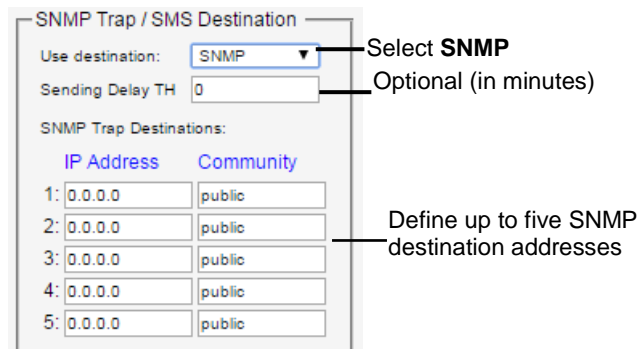 SNMP Trap / SMS Destination
Use destination: SNMP ▼ Select SNMP
Sending Delay TH 0 Optional (in minutes)
SNMP Trap Destinations:
IP Address Community
1: 0.0.0.0 public
2: 0.0.0.0 public
3: 0.0.0.0 public
4: 0.0.0.0 public
5: 0.0.0.0 public
Define up to five SNMP
destination addresses